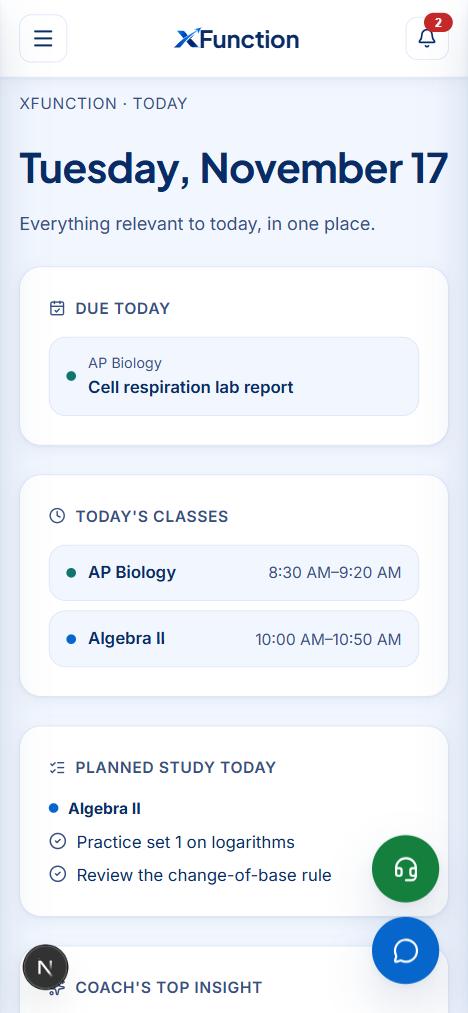 XFunction
2
XFUNCTION · TODAY
Tuesday, November 17
Everything relevant to today, in one place.
DUE TODAY
AP Biology
Cell respiration lab report
TODAY'S CLASSES
AP Biology 8:30 AM–9:20 AM
Algebra II 10:00 AM–10:50 AM
PLANNED STUDY TODAY
Algebra II
Practice set 1 on logarithms
Review the change-of-base rule
N
COACH'S TOP INSIGHT